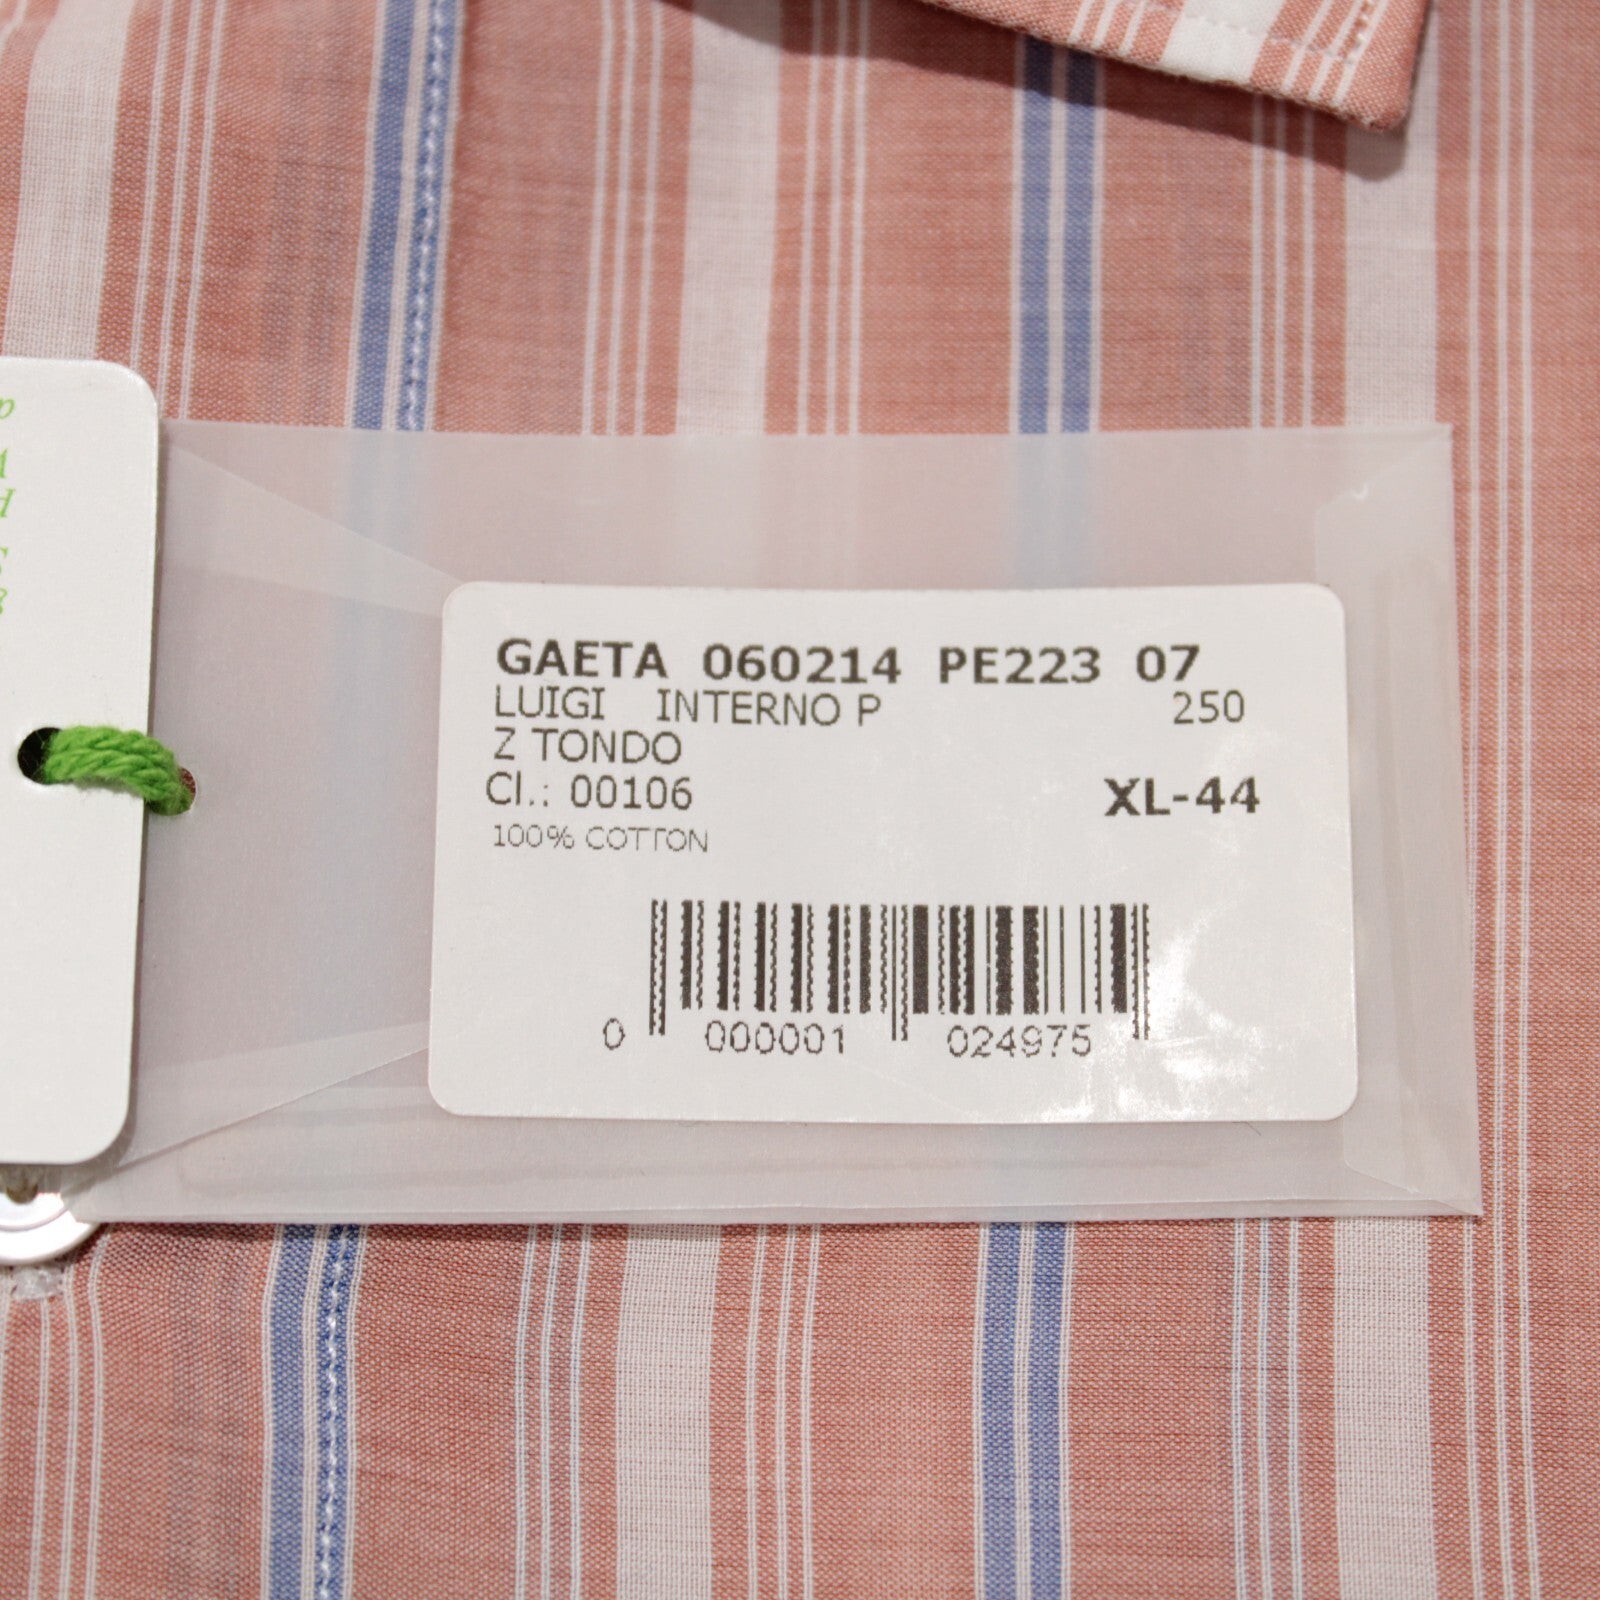 GAETA 060214 PE223 07
LUIGI INTERNO P 250
Z TONDO
Cl.: 00106
XL-44
100% COTTON
0 000001 024975